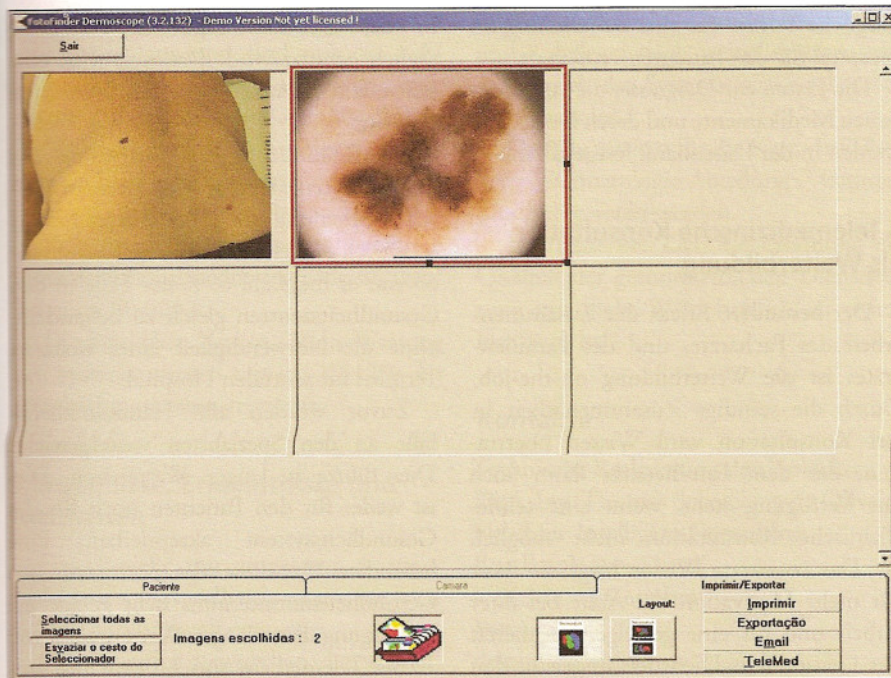 FotoFinder Dermoscope (3.2.132) - Demo Version Not yet licensed !
Sair
Paciente
Camara
Imprimir/Exportar
Seleccionar todas as
imagens
Esvaziar o cesto do
Seleccionador
Imagens escolhidas : 2
Layout:
Imprimir
Exportação
Email
TeleMed